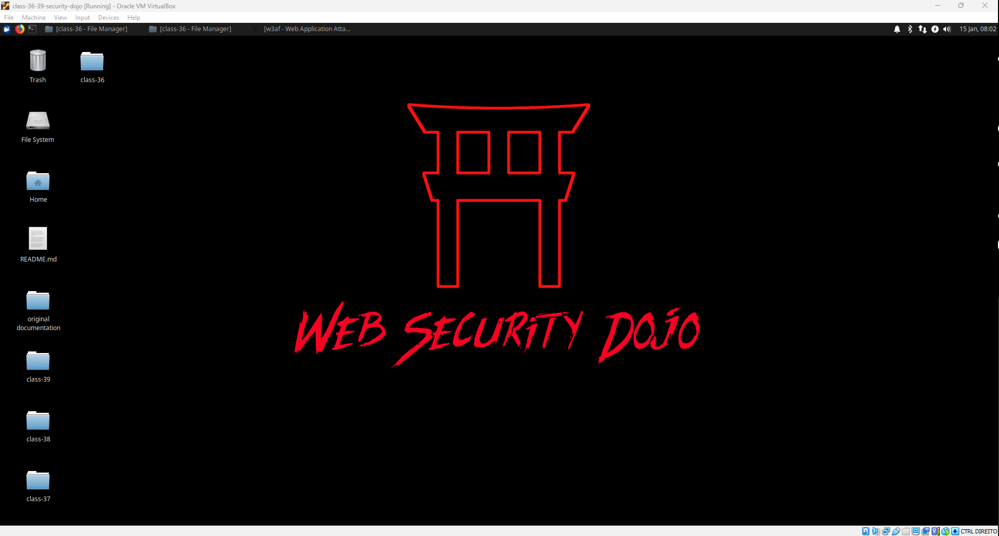 class-36-39-security-dojo [Running] - Oracle VM VirtualBox
File Machine View Input Devices Help
[class-36 - File Manager] [class-36 - File Manager] [w3af - Web Application Atta... 15 Jan, 08:02
Trash
class-36
File System
Home
README.md
original
documentation
class-39
class-38
class-37
Web Security Dojo
CTRL DIREITO